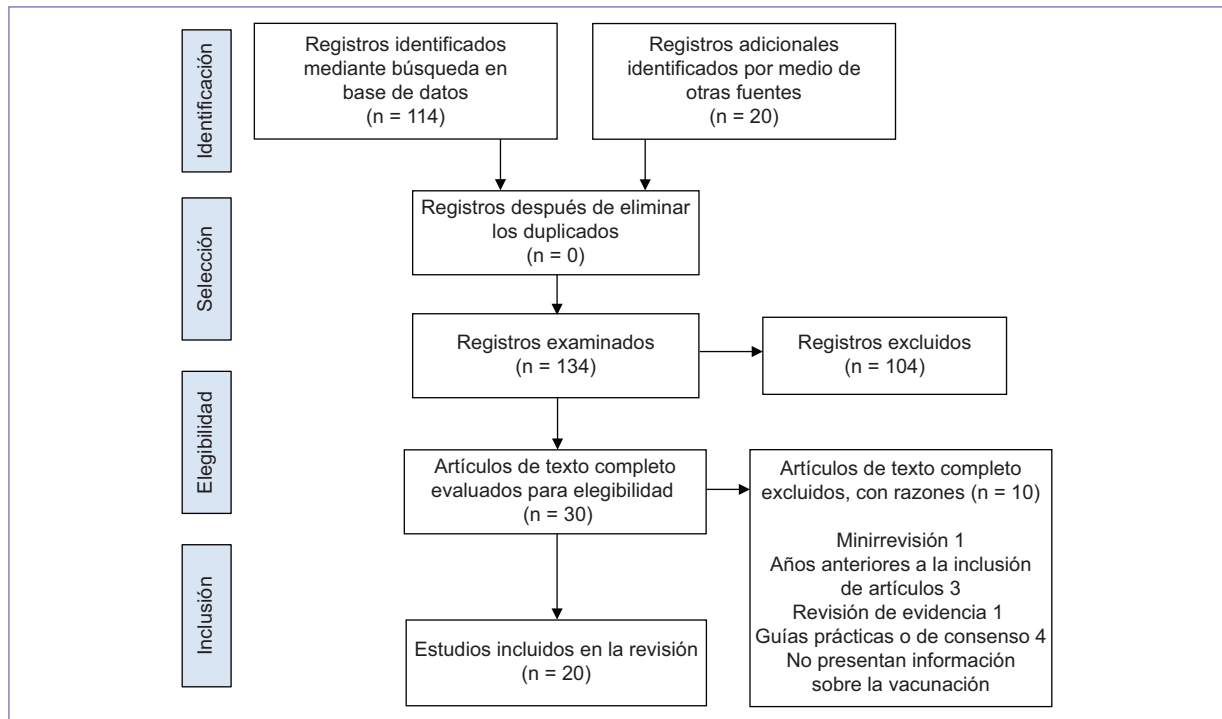 Identificación
Registros identificados
mediante búsqueda en
base de datos
(n = 114)
Registros adicionales
identificados por medio de
otras fuentes
(n = 20)
Selección
Registros después de eliminar
los duplicados
(n = 0)
Registros examinados
(n = 134)
Registros excluidos
(n = 104)
Elegibilidad
Artículos de texto completo
evaluados para elegibilidad
(n = 30)
Artículos de texto completo
excluidos, con razones (n = 10)
Minirrevisión 1
Años anteriores a la inclusión
de artículos 3
Revisión de evidencia 1
Guías prácticas o de consenso 4
No presentan información
sobre la vacunación
Inclusión
Estudios incluidos en la revisión
(n = 20)